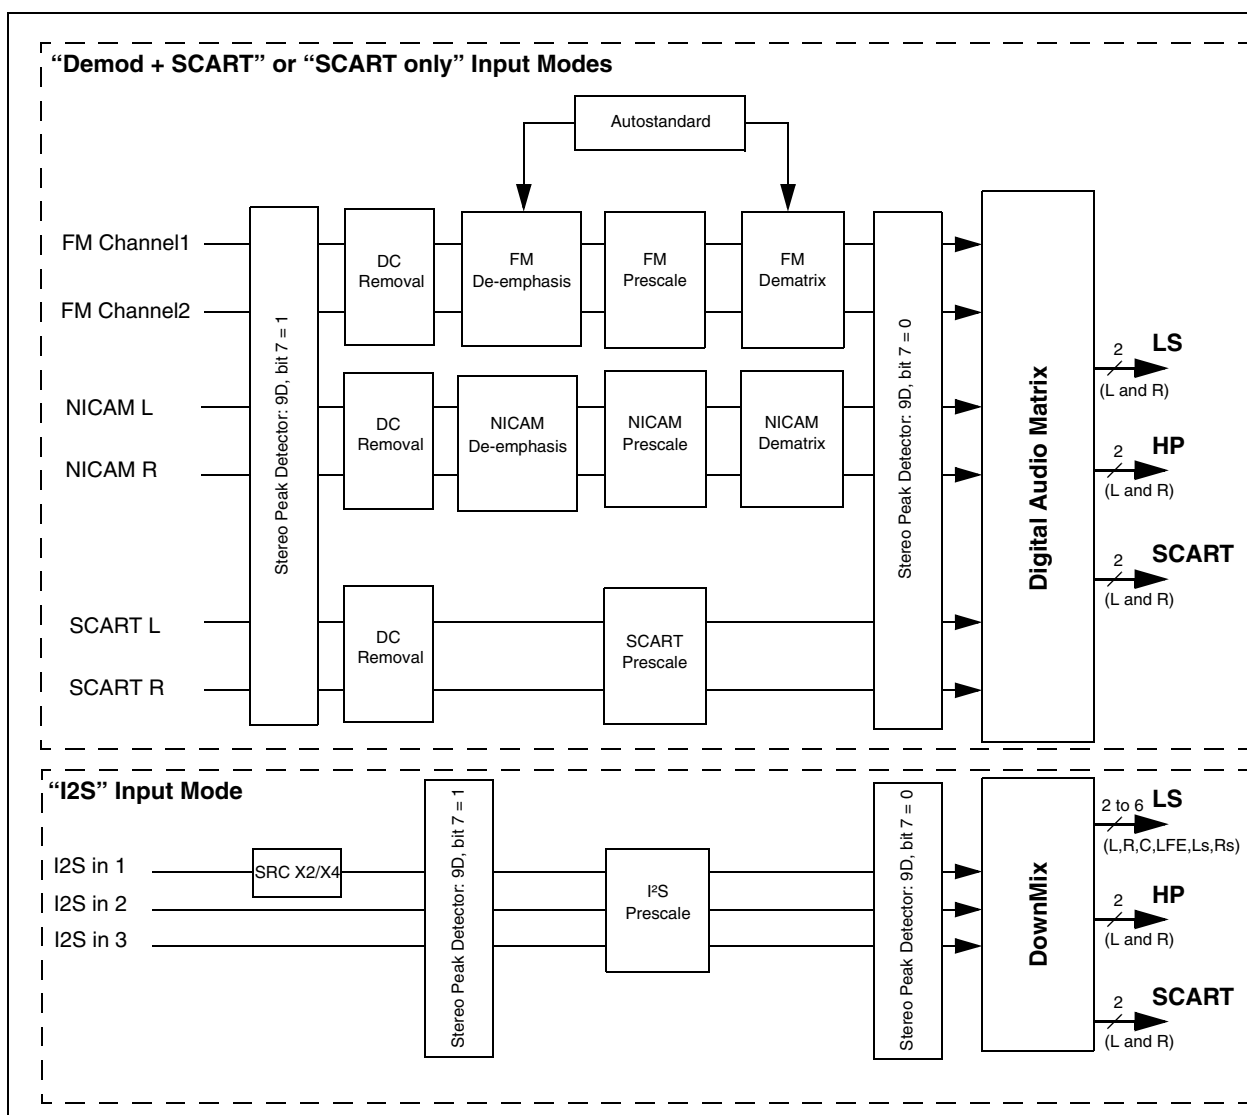 “Demod + SCART” or “SCART only” Input Modes
Autostandard
FM Channel1
FM Channel2
NICAM L
NICAM R
SCART L
SCART R
Stereo Peak Detector: 9D, bit 7 = 1
DC
Removal
FM
De-emphasis
FM
Prescale
FM
Dematrix
DC
Removal
NICAM
De-emphasis
NICAM
Prescale
NICAM
Dematrix
DC
Removal
SCART
Prescale
Stereo Peak Detector: 9D, bit 7 = 0
Digital Audio Matrix
2 LS
(L and R)
2 HP
(L and R)
2 SCART
(L and R)
“I2S” Input Mode
I2S in 1
I2S in 2
I2S in 3
SRC X2/X4
Stereo Peak Detector: 9D, bit 7 = 1
I²S
Prescale
Stereo Peak Detector: 9D, bit 7 = 0
DownMix
2 to 6 LS
(L,R,C,LFE,Ls,Rs)
2 HP
(L and R)
2 SCART
(L and R)